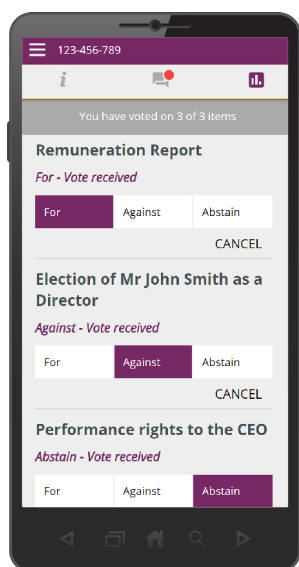 123-456-789
i
You have voted on 3 of 3 items
Remuneration Report
For - Vote received
For Against Abstain
CANCEL
Election of Mr John Smith as a
Director
Against - Vote received
For Against Abstain
CANCEL
Performance rights to the CEO
Abstain - Vote received
For Against Abstain